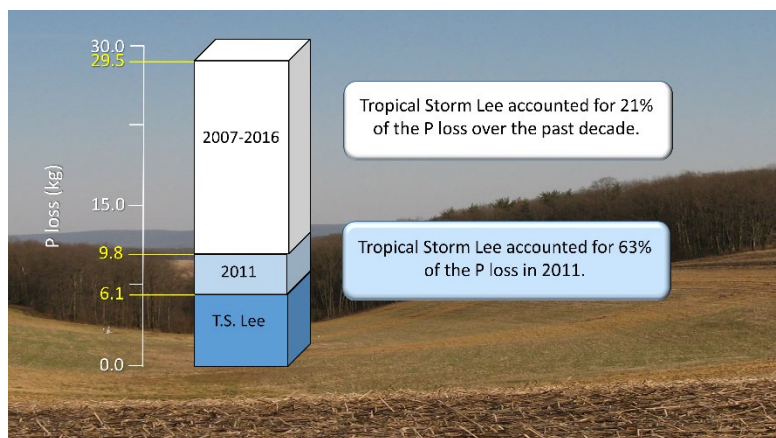 30.0
29.5
2007-2016
Tropical Storm Lee accounted for 21%
of the P loss over the past decade.
P loss (kg)
15.0
9.8
2011
Tropical Storm Lee accounted for 63%
of the P loss in 2011.
6.1
T.S. Lee
0.0